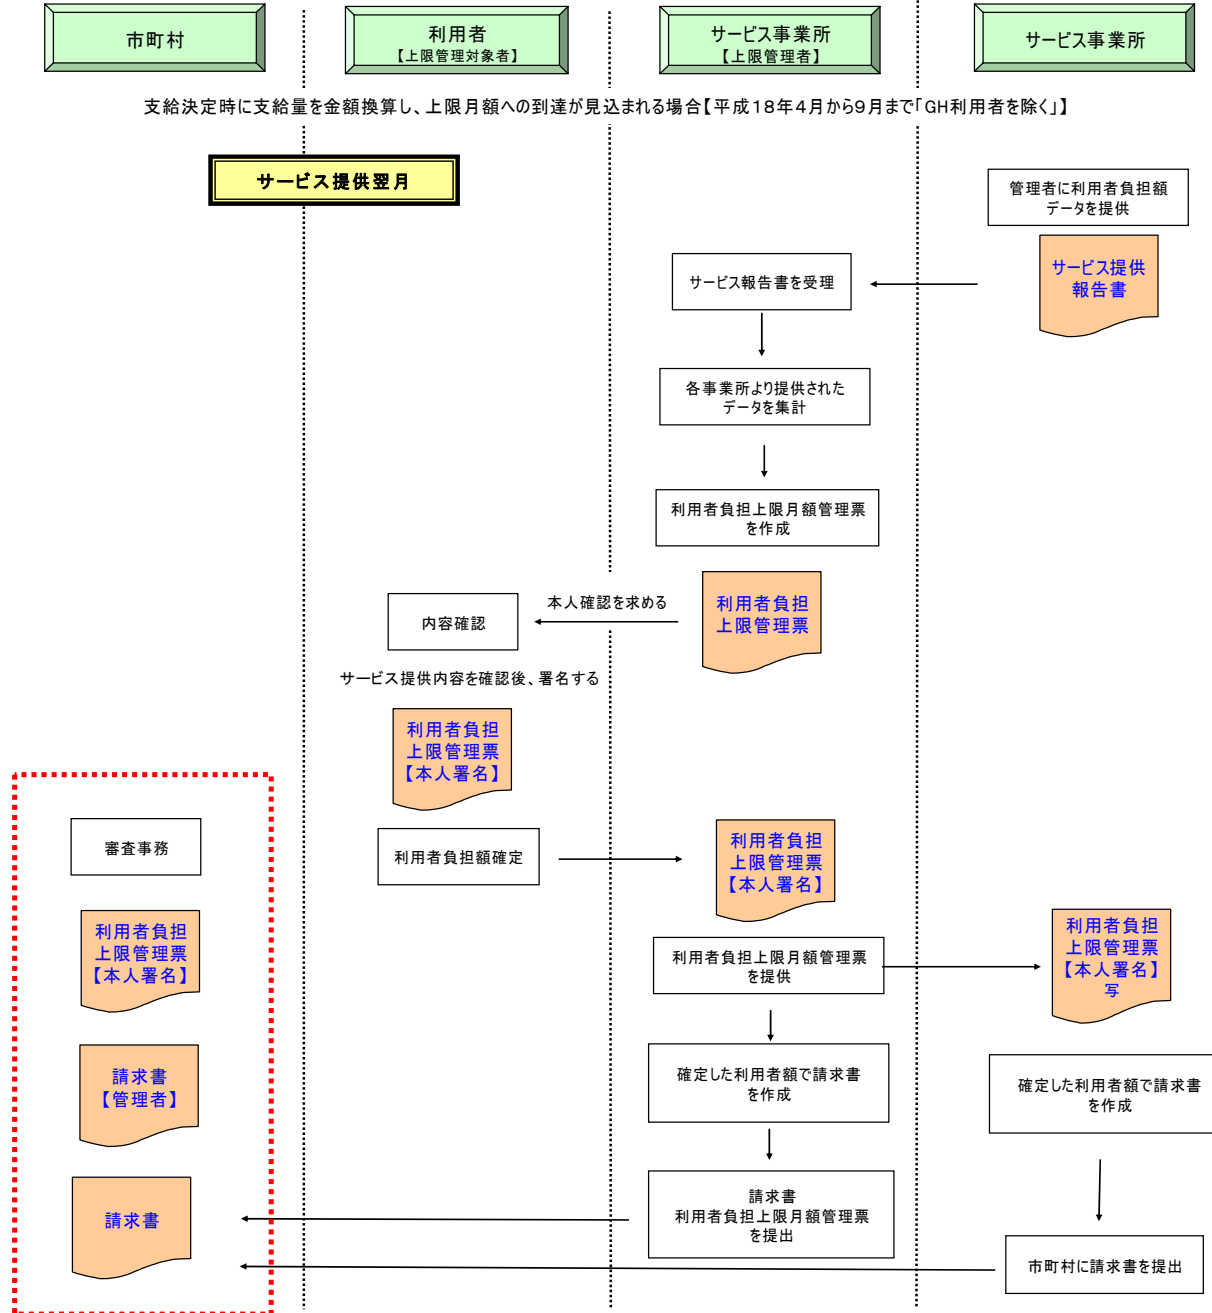 市町村
利用者
【上限管理対象者】
サービス事業所
【上限管理者】
サービス事業所
支給決定時に支給量を金額換算し、上限月額への到達が見込まれる場合【平成18年4月から9月まで「GH利用者を除く」】
サービス提供翌月
管理者に利用者負担額
データを提供
サービス提供
報告書
サービス報告書を受理
各事業所より提供された
データを集計
利用者負担上限月額管理票
を作成
本人確認を求める
利用者負担
上限管理票
内容確認
サービス提供内容を確認後、署名する
利用者負担
上限管理票
【本人署名】
審査事務
利用者負担額確定
利用者負担
上限管理票
【本人署名】
利用者負担
上限管理票
【本人署名】
利用者負担上限月額管理票
を提供
利用者負担
上限管理票
【本人署名】
写
請求書
【管理者】
確定した利用者額で請求書
を作成
確定した利用者額で請求書
を作成
請求書
請求書
利用者負担上限月額管理票
を提出
市町村に請求書を提出